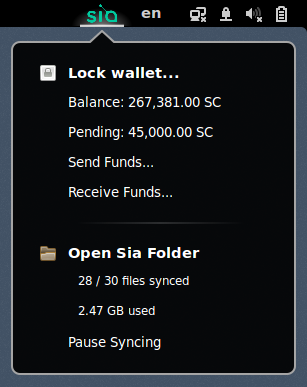 sia en
Lock wallet...
Balance: 267,381.00 SC
Pending: 45,000.00 SC
Send Funds...
Receive Funds...
Open Sia Folder
28 / 30 files synced
2.47 GB used
Pause Syncing